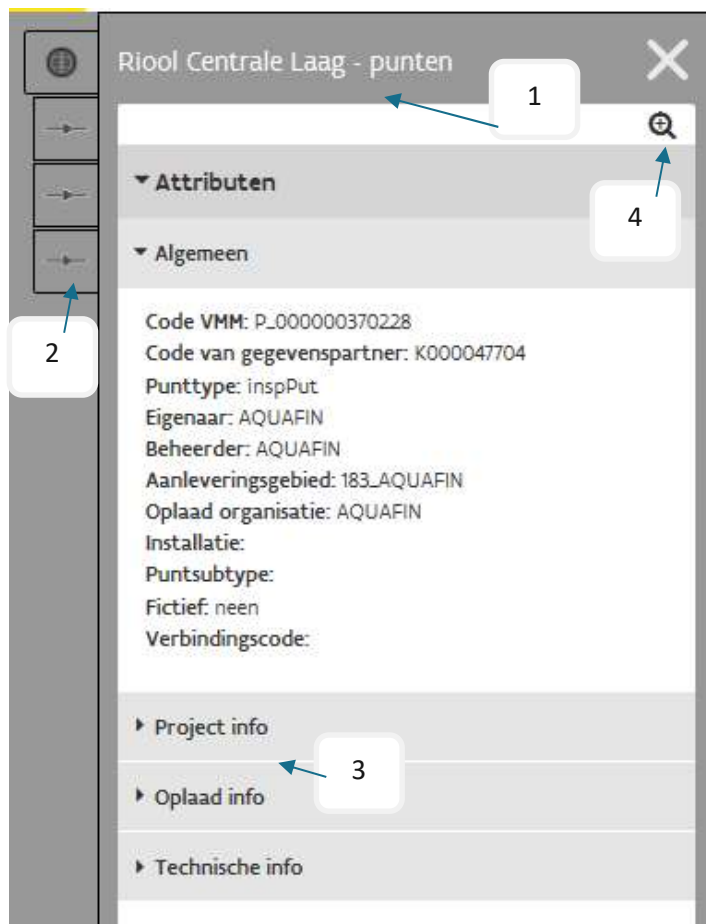 Riool Centrale Laag - punten
1
4
Attributen
Algemeen
2
Code VMM: P_000000370228
Code van gegevenspartner: K000047704
Punttype: inspPut
Eigenaar: AQUAFIN
Beheerder: AQUAFIN
Aanleveringsgebied: 183_AQUAFIN
Oplaad organisatie: AQUAFIN
Installatie:
Puntsubtype:
Fictief: neen
Verbindingscode:
Project info
3
Oplaad info
Technische info